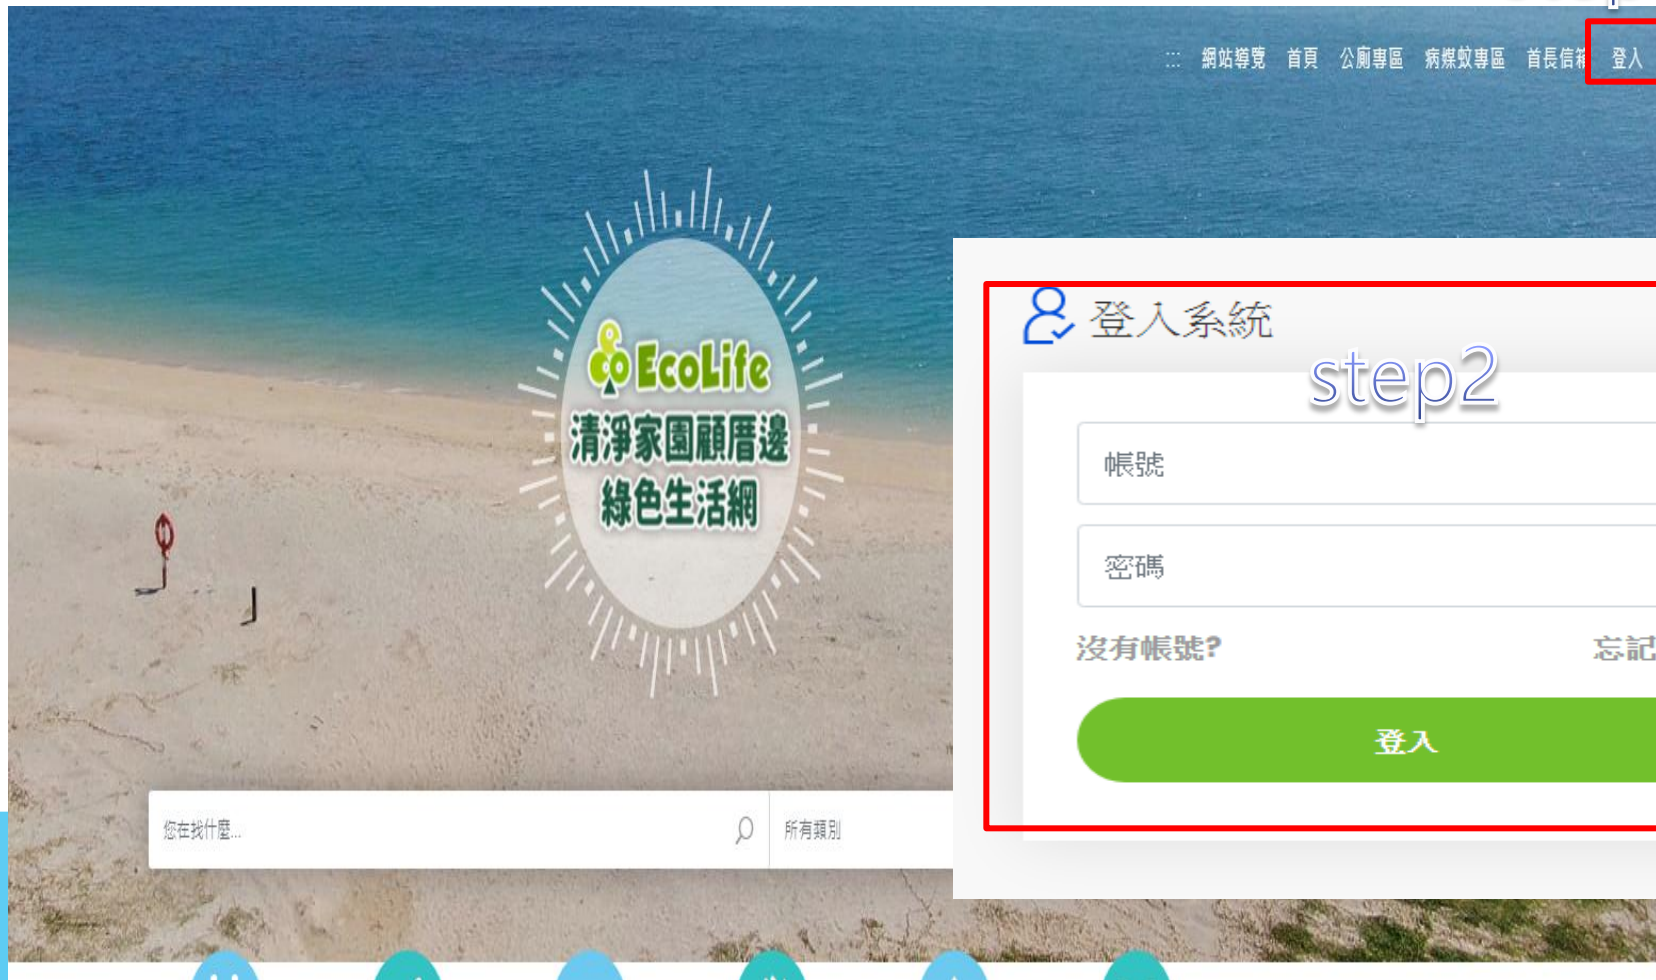 ::: 網站導覽 首頁 公廁專區 病媒蚊專區 首長信箱 登入
EcoLife
清淨家園顧厝邊
綠色生活網
登入系統
step2
帳號
密碼
沒有帳號? 忘記
登入
您在找什麼... 所有類別